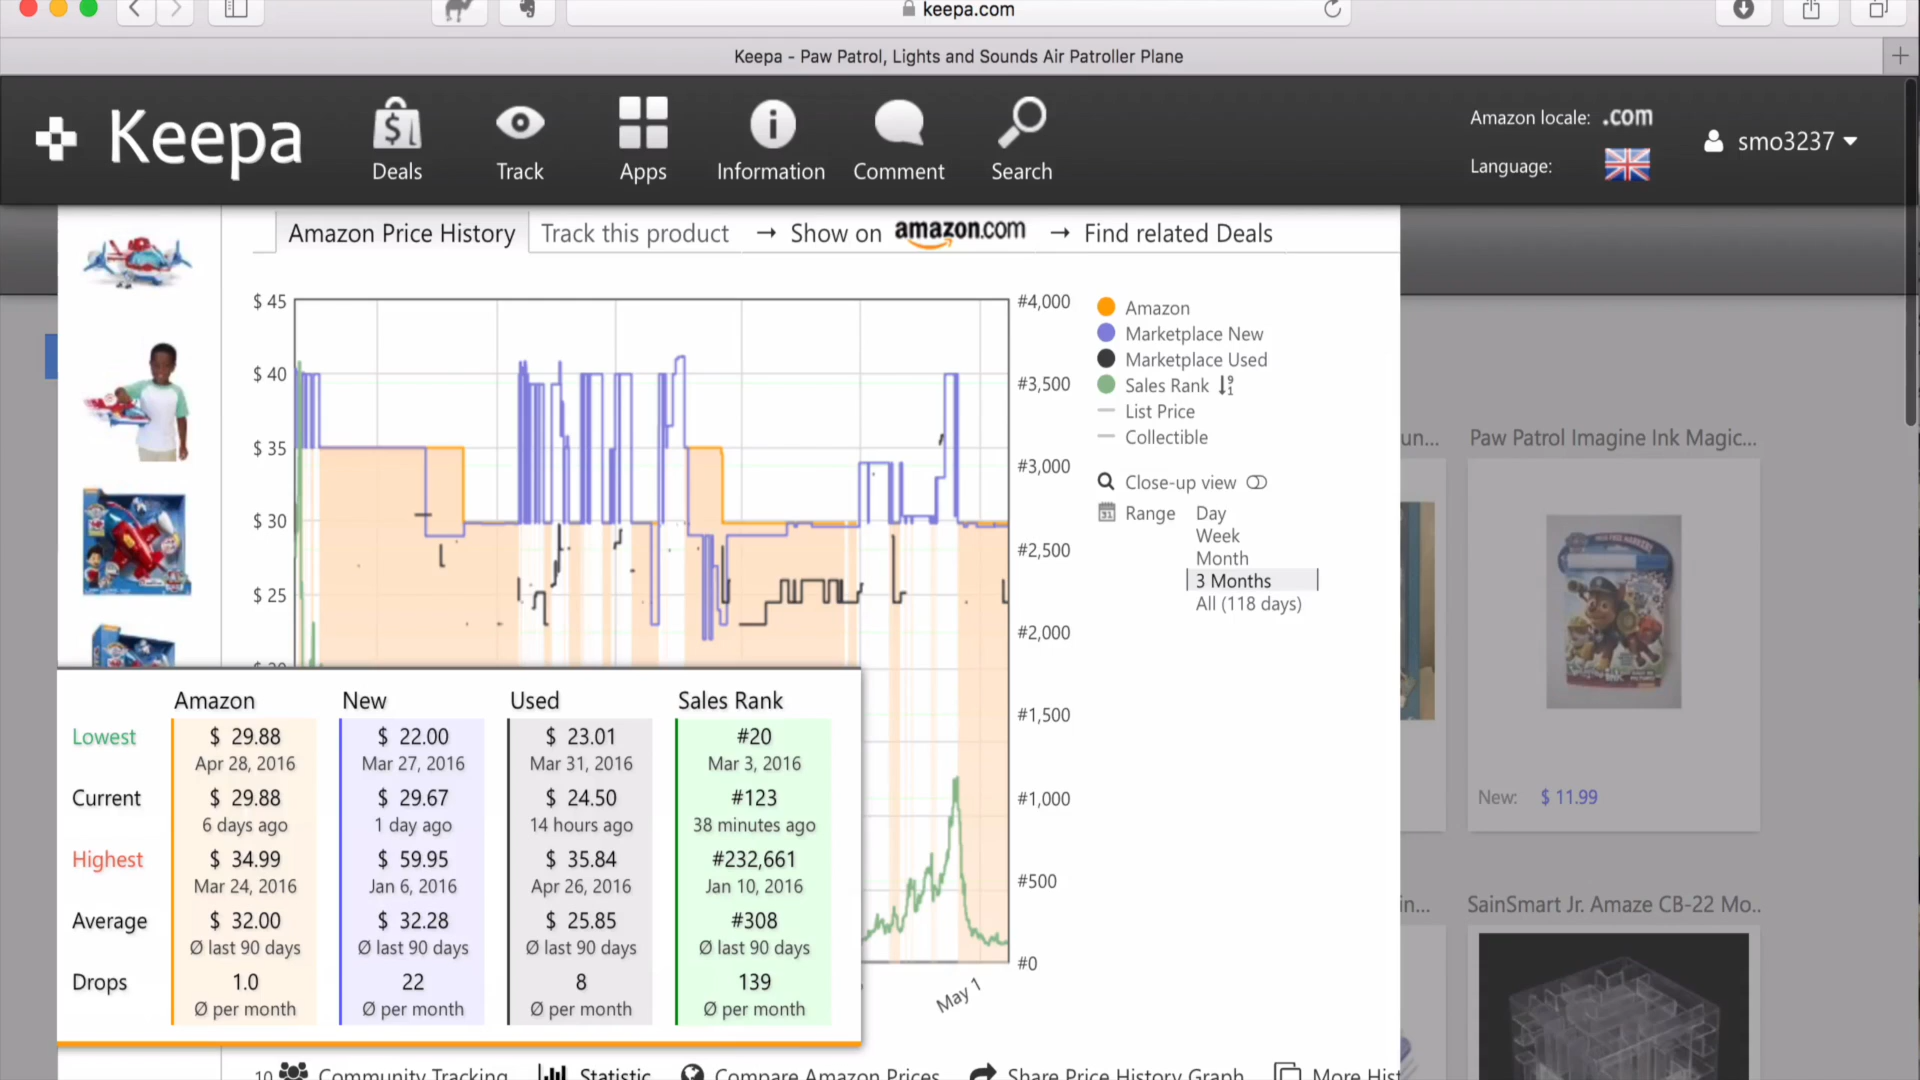 keepa.com
Keepa - Paw Patrol, Lights and Sounds Air Patroller Plane
Keepa
Deals
Track
Apps
Information
Comment
Search
Amazon locale: .com
Language:
smo3237
Amazon Price History
Track this product
→ Show on amazon.com
→ Find related Deals
$ 45
$ 40
$ 35
$ 30
$ 25
#4,000
#3,500
#3,000
#2,500
#2,000
#1,500
#1,000
#500
#0
May 1
Amazon
Marketplace New
Marketplace Used
Sales Rank
List Price
Collectible
Close-up view
31 Range
Day
Week
Month
3 Months
All (118 days)
Amazon New Used Sales Rank
Lowest $ 29.88 $ 22.00 $ 23.01 #20
Apr 28, 2016 Mar 27, 2016 Mar 31, 2016 Mar 3, 2016
Current $ 29.88 $ 29.67 $ 24.50 #123
6 days ago 1 day ago 14 hours ago 38 minutes ago
Highest $ 34.99 $ 59.95 $ 35.84 #232,661
Mar 24, 2016 Jan 6, 2016 Apr 26, 2016 Jan 10, 2016
Average $ 32.00 $ 32.28 $ 25.85 #308
Ø last 90 days Ø last 90 days Ø last 90 days Ø last 90 days
Drops 1.0 22 8 139
Ø per month Ø per month Ø per month Ø per month
10 Community Tracking
Statistic
Compare Amazon Prices
Share Price History Graph
More Hist
un...
Paw Patrol Imagine Ink Magic...
New: $ 11.99
in...
SainSmart Jr. Amaze CB-22 Mo..